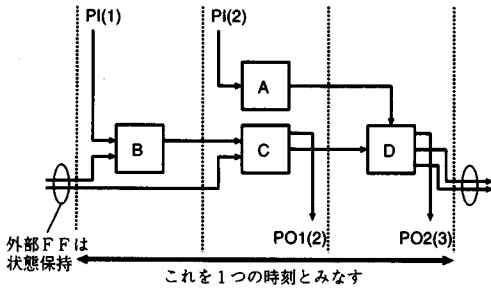 PI(1)
PI(2)
A
B
C
D
PO1(2)
PO2(3)
外部FFは
状態保持
これを1つの時刻とみなす